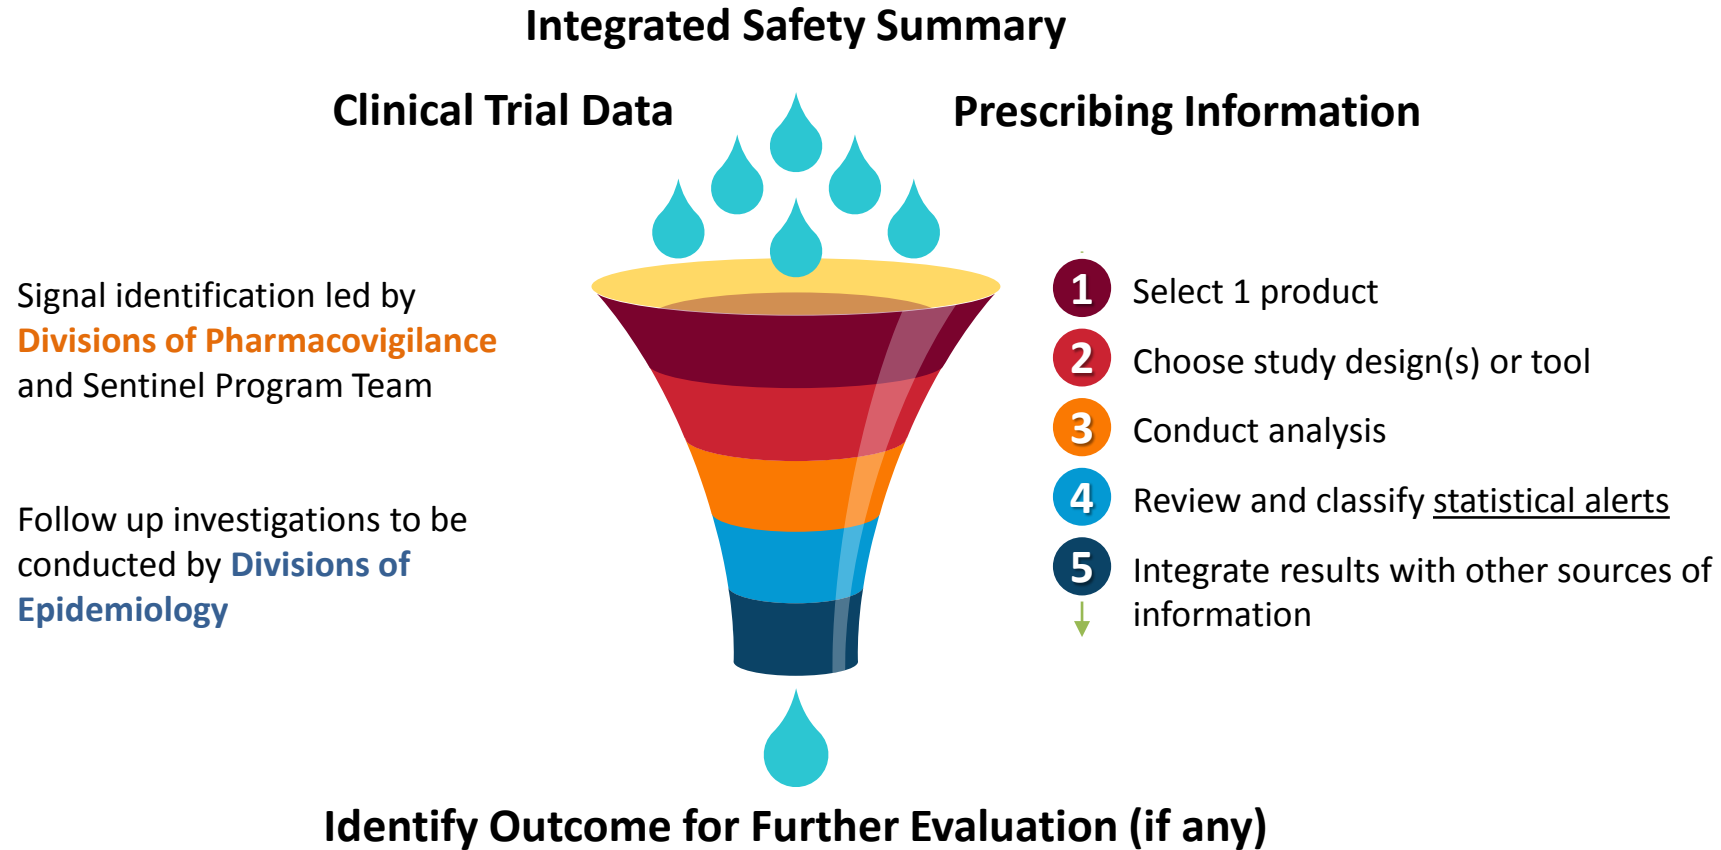 Integrated Safety Summary
Clinical Trial Data
Prescribing Information
Signal identification led by
Divisions of Pharmacovigilance
and Sentinel Program Team
Follow up investigations to be
conducted by Divisions of
Epidemiology
1 Select 1 product
2 Choose study design(s) or tool
3 Conduct analysis
4 Review and classify statistical alerts
5 Integrate results with other sources of
information
Identify Outcome for Further Evaluation (if any)